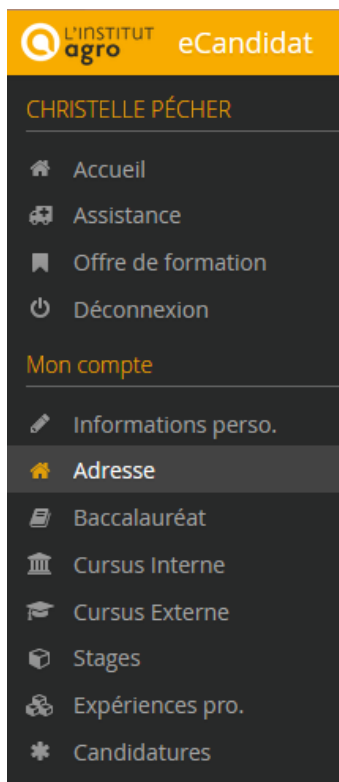 L'INSTITUT
agro eCandidat
CHRISTELLE PÉCHER
Accueil
Assistance
Offre de formation
Déconnexion
Mon compte
Informations perso.
Adresse
Baccalauréat
Cursus Interne
Cursus Externe
Stages
Expériences pro.
Candidatures